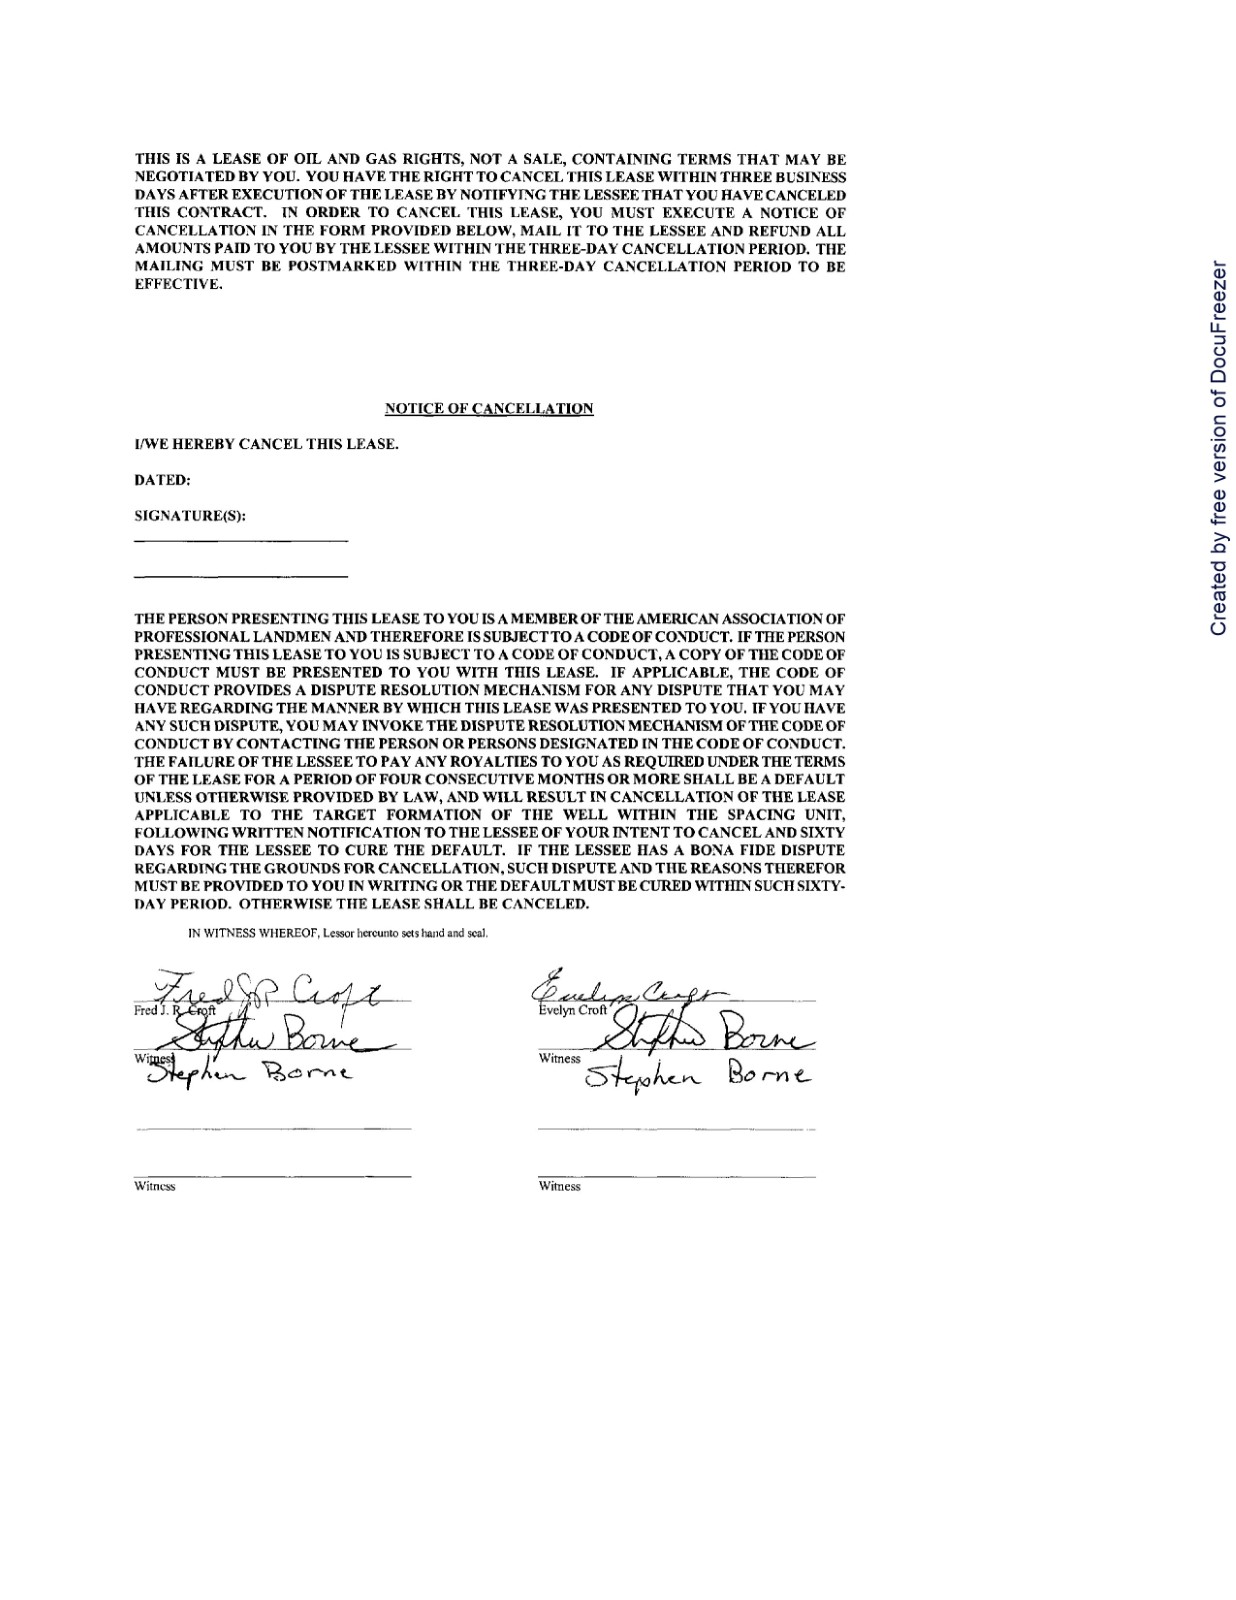 THIS IS A LEASE OF OIL AND GAS RIGHTS, NOT A SALE, CONTAINING TERMS THAT MAY BE
NEGOTIATED BY YOU. YOU HAVE THE RIGHT TO CANCEL THIS LEASE WITHIN THREE BUSINESS
DAYS AFTER EXECUTION OF THE LEASE BY NOTIFYING THE LESSEE THAT YOU HAVE CANCELED
THIS CONTRACT. IN ORDER TO CANCEL THIS LEASE, YOU MUST EXECUTE A NOTICE OF
CANCELLATION IN THE FORM PROVIDED BELOW, MAIL IT TO THE LESSEE AND REFUND ALL
AMOUNTS PAID TO YOU BY THE LESSEE WITHIN THE THREE-DAY CANCELLATION PERIOD. THE
MAILING MUST BE POSTMARKED WITHIN THE THREE-DAY CANCELLATION PERIOD TO BE
EFFECTIVE.
NOTICE OF CANCELLATION
I/WE HEREBY CANCEL THIS LEASE.
DATED:
SIGNATURE(S):
THE PERSON PRESENTING THIS LEASE TO YOU IS A MEMBER OF THE AMERICAN ASSOCIATION OF
PROFESSIONAL LANDMEN AND THEREFORE IS SUBJECT TO A CODE OF CONDUCT. IF THE PERSON
PRESENTING THIS LEASE TO YOU IS SUBJECT TO A CODE OF CONDUCT, A COPY OF THE CODE OF
CONDUCT MUST BE PRESENTED TO YOU WITH THIS LEASE. IF APPLICABLE, THE CODE OF
CONDUCT PROVIDES A DISPUTE RESOLUTION MECHANISM FOR ANY DISPUTE THAT YOU MAY
HAVE REGARDING THE MANNER BY WHICH THIS LEASE WAS PRESENTED TO YOU. IF YOU HAVE
ANY SUCH DISPUTE, YOU MAY INVOKE THE DISPUTE RESOLUTION MECHANISM OF THE CODE OF
CONDUCT BY CONTACTING THE PERSON OR PERSONS DESIGNATED IN THE CODE OF CONDUCT.
THE FAILURE OF THE LESSEE TO PAY ANY ROYALTIES TO YOU AS REQUIRED UNDER THE TERMS
OF THE LEASE FOR A PERIOD OF FOUR CONSECUTIVE MONTHS OR MORE SHALL BE A DEFAULT
UNLESS OTHERWISE PROVIDED BY LAW, AND WILL RESULT IN CANCELLATION OF THE LEASE
APPLICABLE TO THE TARGET FORMATION OF THE WELL WITHIN THE SPACING UNIT,
FOLLOWING WRITTEN NOTIFICATION TO THE LESSEE OF YOUR INTENT TO CANCEL AND SIXTY
DAYS FOR THE LESSEE TO CURE THE DEFAULT. IF THE LESSEE HAS A BONA FIDE DISPUTE
REGARDING THE GROUNDS FOR CANCELLATION, SUCH DISPUTE AND THE REASONS THEREFOR
MUST BE PROVIDED TO YOU IN WRITING OR THE DEFAULT MUST BE CURED WITHIN SUCH SIXTY-
DAY PERIOD. OTHERWISE THE LEASE SHALL BE CANCELED.
IN WITNESS WHEREOF, Lessor hereunto sets hand and seal.
Fred J R Croft Evelyn Croft
Fred J. R. Croft Evelyn Croft
Stephen Borne Stephen Borne
Witness Witness
Stephen Borne Stephen Borne
Witness Witness
Created by free version of DocuFreezer